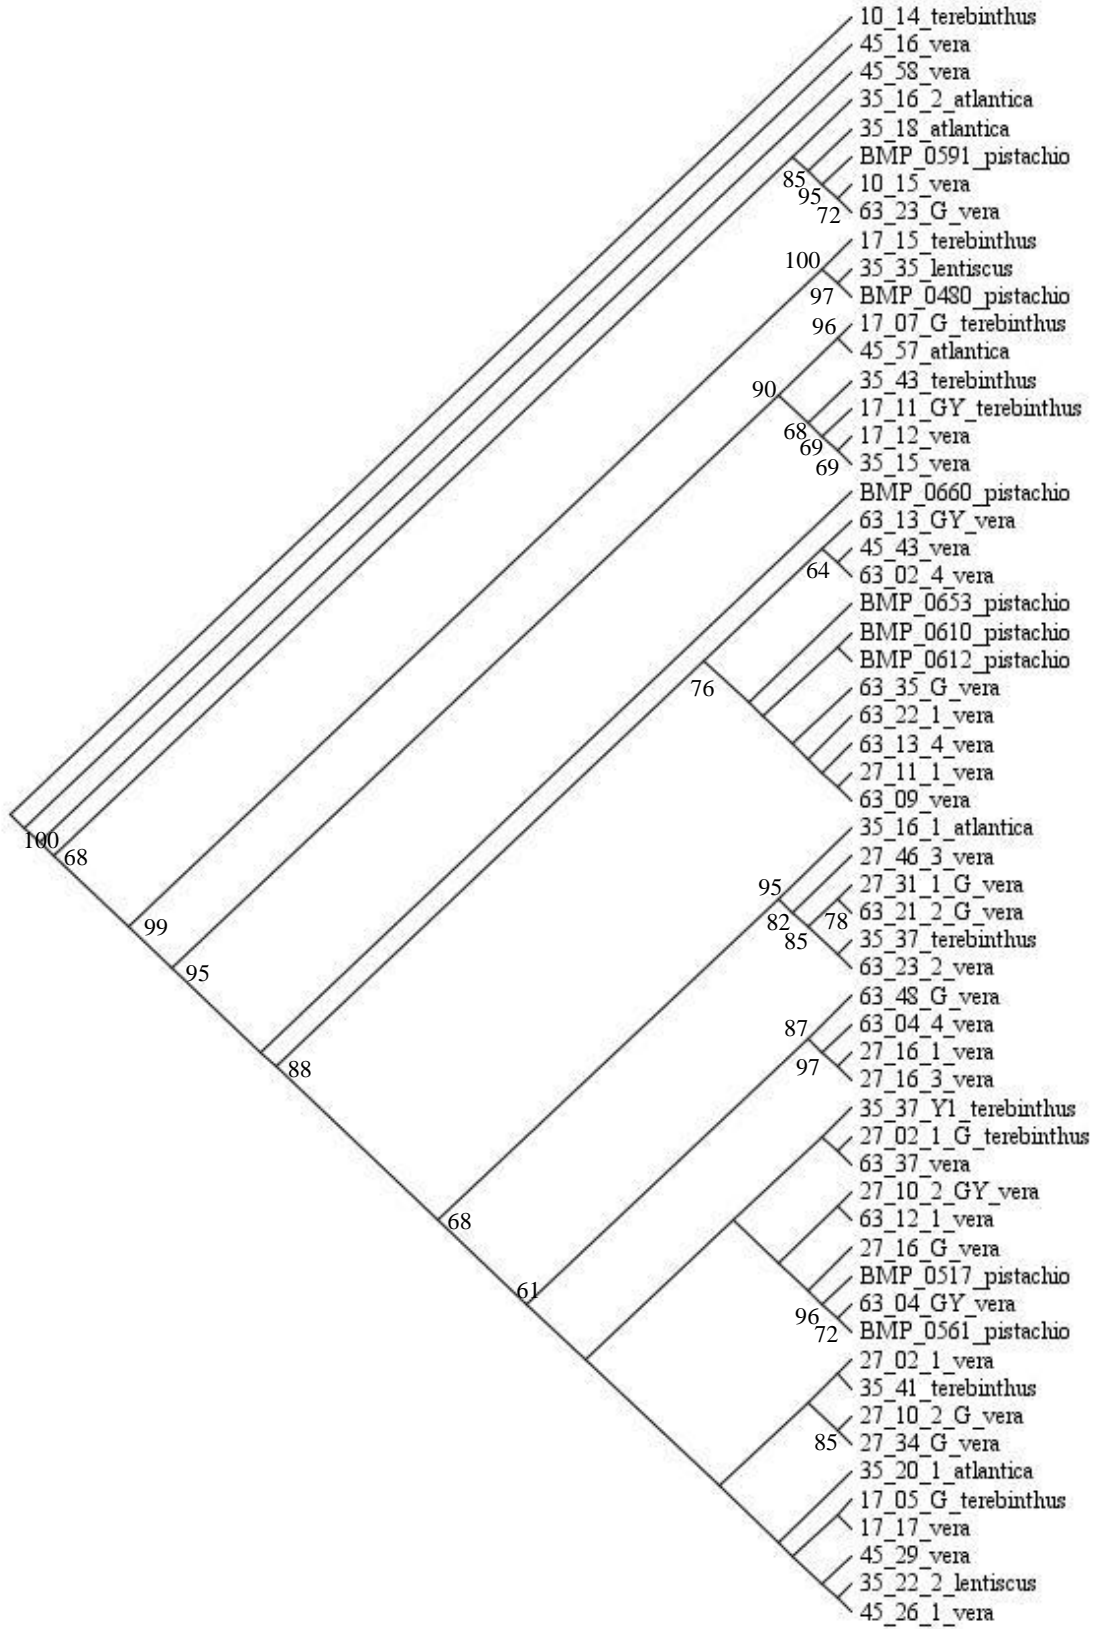 10_14_terebinthus
45_16_vera
45_58_vera
35_16_2_atlantica
35_18_atlantica
BMP_0591_pistachio
85
10_15_vera
95
63_23_G_vera
72
17_15_terebinthus
100
35_35_lentiscus
97
BMP_0480_pistachio
96
17_07_G_terebinthus
45_57_atlantica
35_43_terebinthus
90
17_11_GY_terebinthus
68
17_12_vera
69
35_15_vera
69
BMP_0660_pistachio
63_13_GY_vera
45_43_vera
64
63_02_4_vera
BMP_0653_pistachio
BMP_0610_pistachio
BMP_0612_pistachio
76
63_35_G_vera
63_22_1_vera
63_13_4_vera
27_11_1_vera
63_09_vera
35_16_1_atlantica
100
68
27_46_3_vera
95
27_31_1_G_vera
63_21_2_G_vera
82
78
99
85
35_37_terebinthus
63_23_2_vera
95
63_48_G_vera
87
63_04_4_vera
27_16_1_vera
97
88
27_16_3_vera
35_37_Y1_terebinthus
27_02_1_G_terebinthus
63_37_vera
27_10_2_GY_vera
63_12_1_vera
68
27_16_G_vera
BMP_0517_pistachio
61
63_04_GY_vera
96
BMP_0561_pistachio
72
27_02_1_vera
35_41_terebinthus
27_10_2_G_vera
85
27_34_G_vera
35_20_1_atlantica
17_05_G_terebinthus
17_17_vera
45_29_vera
35_22_2_lentiscus
45_26_1_vera